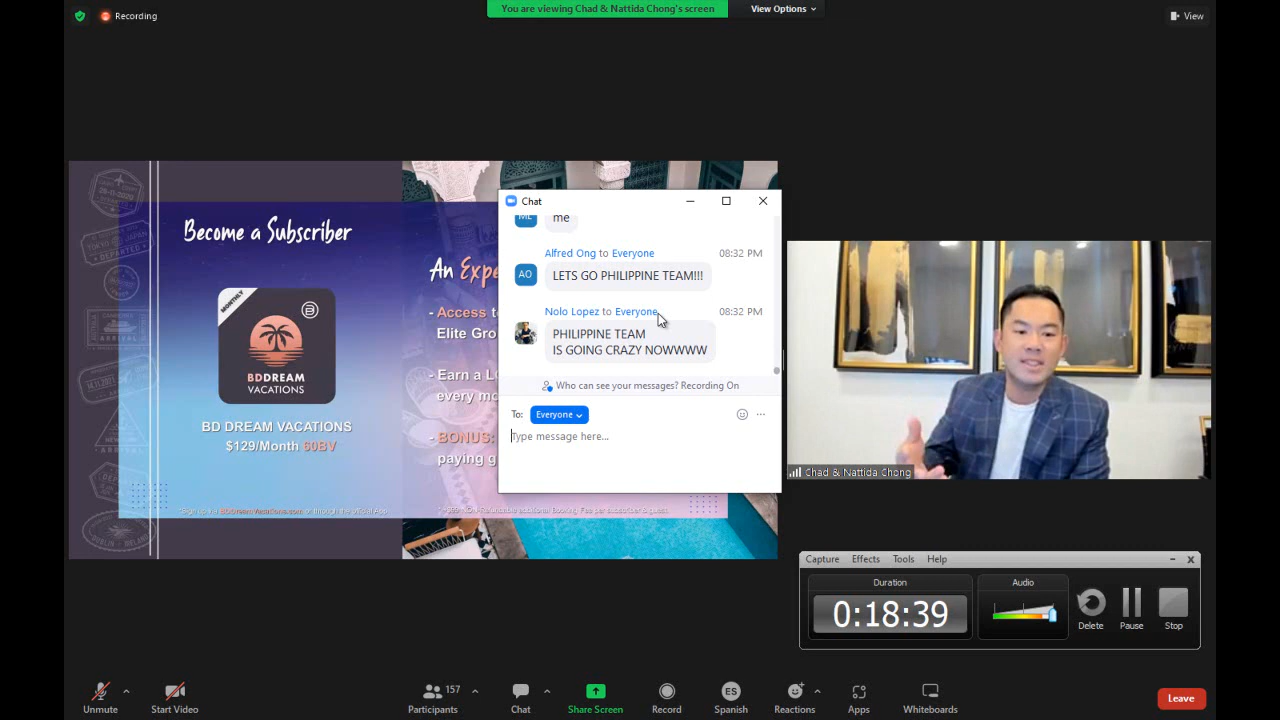 Recording
You are viewing Chad & Nattida Chong's screen
View Options
View
Become a Subscriber
MONTHLY
BDDREAM
VACATIONS
BD DREAM VACATIONS
$129/Month 60BV
An Expe
- Access t
Elite Gro
- Earn a L
every mo
- BONUS:
paying g
Chat
ME
me
Alfred Ong to Everyone 08:32 PM
AO
LETS GO PHILIPPINE TEAM!!!
Nolo Lopez to Everyone 08:32 PM
PHILIPPINE TEAM
IS GOING CRAZY NOWWWW
Who can see your messages? Recording On
To: Everyone
Type message here...
Chad & Nattida Chong
Capture Effects Tools Help
Duration
0:18:39
Audio
Delete
Pause
Stop
Unmute
Start Video
157
Participants
Chat
Share Screen
Record
ES
Spanish
Reactions
Apps
Whiteboards
Leave